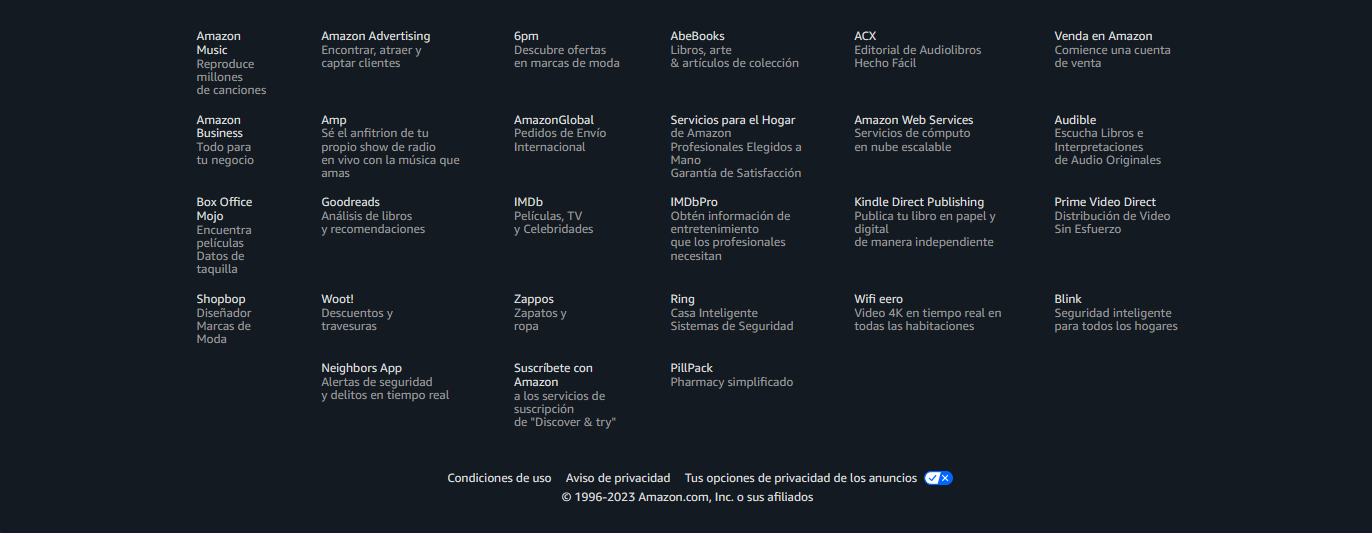 Amazon
Music
Reproduce
millones
de canciones
Amazon Advertising
Encontrar, atraer y
captar clientes
6pm
Descubre ofertas
en marcas de moda
AbeBooks
Libros, arte
& artículos de colección
ACX
Editorial de Audiolibros
Hecho Fácil
Venda en Amazon
Comience una cuenta
de venta
Amazon
Business
Todo para
tu negocio
Amp
Sé el anfitrion de tu
propio show de radio
en vivo con la música que
amas
AmazonGlobal
Pedidos de Envío
Internacional
Servicios para el Hogar
de Amazon
Profesionales Elegidos a
Mano
Garantía de Satisfacción
Amazon Web Services
Servicios de cómputo
en nube escalable
Audible
Escucha Libros e
Interpretaciones
de Audio Originales
Box Office
Mojo
Encuentra
películas
Datos de
taquilla
Goodreads
Análisis de libros
y recomendaciones
IMDb
Películas, TV
y Celebridades
IMDbPro
Obtén información de
entretenimiento
que los profesionales
necesitan
Kindle Direct Publishing
Publica tu libro en papel y
digital
de manera independiente
Prime Video Direct
Distribución de Video
Sin Esfuerzo
Shopbop
Diseñador
Marcas de
Moda
Woot!
Descuentos y
travesuras
Zappos
Zapatos y
ropa
Ring
Casa Inteligente
Sistemas de Seguridad
Wifi eero
Video 4K en tiempo real en
todas las habitaciones
Blink
Seguridad inteligente
para todos los hogares
Neighbors App
Alertas de seguridad
y delitos en tiempo real
Suscríbete con
Amazon
a los servicios de
suscripción
de "Discover & try"
PillPack
Pharmacy simplificado
Condiciones de uso Aviso de privacidad Tus opciones de privacidad de los anuncios
© 1996-2023 Amazon.com, Inc. o sus afiliados